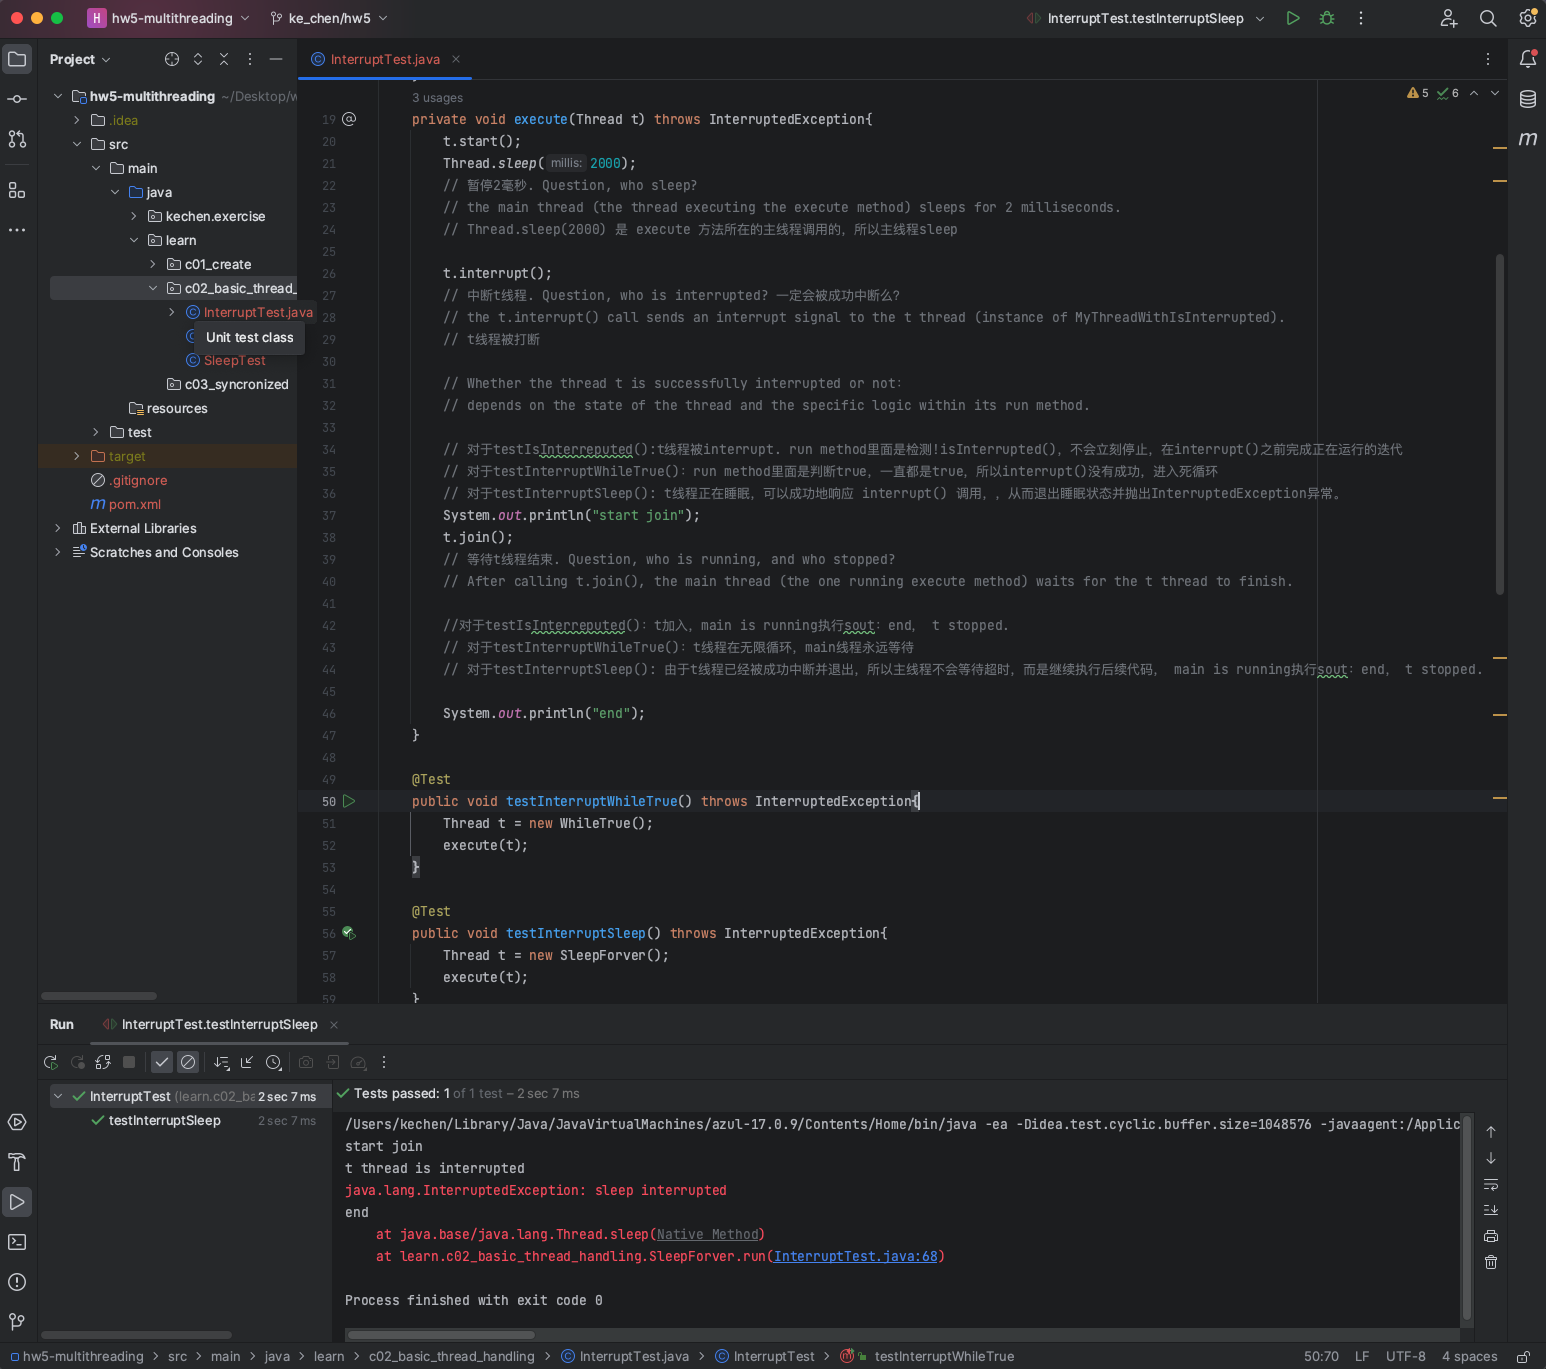 H hw5-multithreading ke_chen/hw5 InterruptTest.testInterruptSleep
Project
InterruptTest.java
hw5-multithreading ~/Desktop/w
.idea
src
main
java
kechen.exercise
learn
c01_create
c02_basic_thread_
InterruptTest.java
Unit test class
SleepTest
c03_syncronized
resources
test
target
.gitignore
m pom.xml
External Libraries
Scratches and Consoles
5 6
3 usages
19 private void execute(Thread t) throws InterruptedException{
20 t.start();
21 Thread.sleep( millis: 2000);
22 // 暂停2毫秒. Question, who sleep?
23 // the main thread (the thread executing the execute method) sleeps for 2 milliseconds.
24 // Thread.sleep(2000) 是 execute 方法所在的主线程调用的，所以主线程sleep
25
26 t.interrupt();
27 // 中断t线程. Question, who is interrupted? 一定会被成功中断么?
28 // the t.interrupt() call sends an interrupt signal to the t thread (instance of MyThreadWithIsInterrupted).
29 // t线程被打断
30
31 // Whether the thread t is successfully interrupted or not:
32 // depends on the state of the thread and the specific logic within its run method.
33
34 // 对于testIsInterreputed():t线程被interrupt. run method里面是检测!isInterrupted()，不会立刻停止，在interrupt()之前完成正在运行的迭代
35 // 对于testInterruptWhileTrue()：run method里面是判断true，一直都是true，所以interrupt()没有成功，进入死循环
36 // 对于testInterruptSleep(): t线程正在睡眠，可以成功地响应 interrupt() 调用，，从而退出睡眠状态并抛出InterruptedException异常。
37 System.out.println("start join");
38 t.join();
39 // 等待t线程结束. Question, who is running, and who stopped?
40 // After calling t.join(), the main thread (the one running execute method) waits for the t thread to finish.
41
42 //对于testIsInterreputed()：t加入，main is running执行sout：end， t stopped.
43 // 对于testInterruptWhileTrue()：t线程在无限循环，main线程永远等待
44 // 对于testInterruptSleep(): 由于t线程已经被成功中断并退出，所以主线程不会等待超时，而是继续执行后续代码， main is running执行sout：end， t stopped.
45
46 System.out.println("end");
47 }
48
49 @Test
50 public void testInterruptWhileTrue() throws InterruptedException{
51 Thread t = new WhileTrue();
52 execute(t);
53 }
54
55 @Test
56 public void testInterruptSleep() throws InterruptedException{
57 Thread t = new SleepForver();
58 execute(t);
59 }
Run InterruptTest.testInterruptSleep
InterruptTest (learn.c02_ba 2 sec 7 ms
testInterruptSleep 2 sec 7 ms
Tests passed: 1 of 1 test – 2 sec 7 ms
/Users/kechen/Library/Java/JavaVirtualMachines/azul-17.0.9/Contents/Home/bin/java -ea -Didea.test.cyclic.buffer.size=1048576 -javaagent:/Applic
start join
t thread is interrupted
java.lang.InterruptedException: sleep interrupted
end
at java.base/java.lang.Thread.sleep(Native Method)
at learn.c02_basic_thread_handling.SleepForver.run(InterruptTest.java:68)
Process finished with exit code 0
hw5-multithreading > src > main > java > learn > c02_basic_thread_handling > InterruptTest.java > InterruptTest > testInterruptWhileTrue 50:70 LF UTF-8 4 spaces